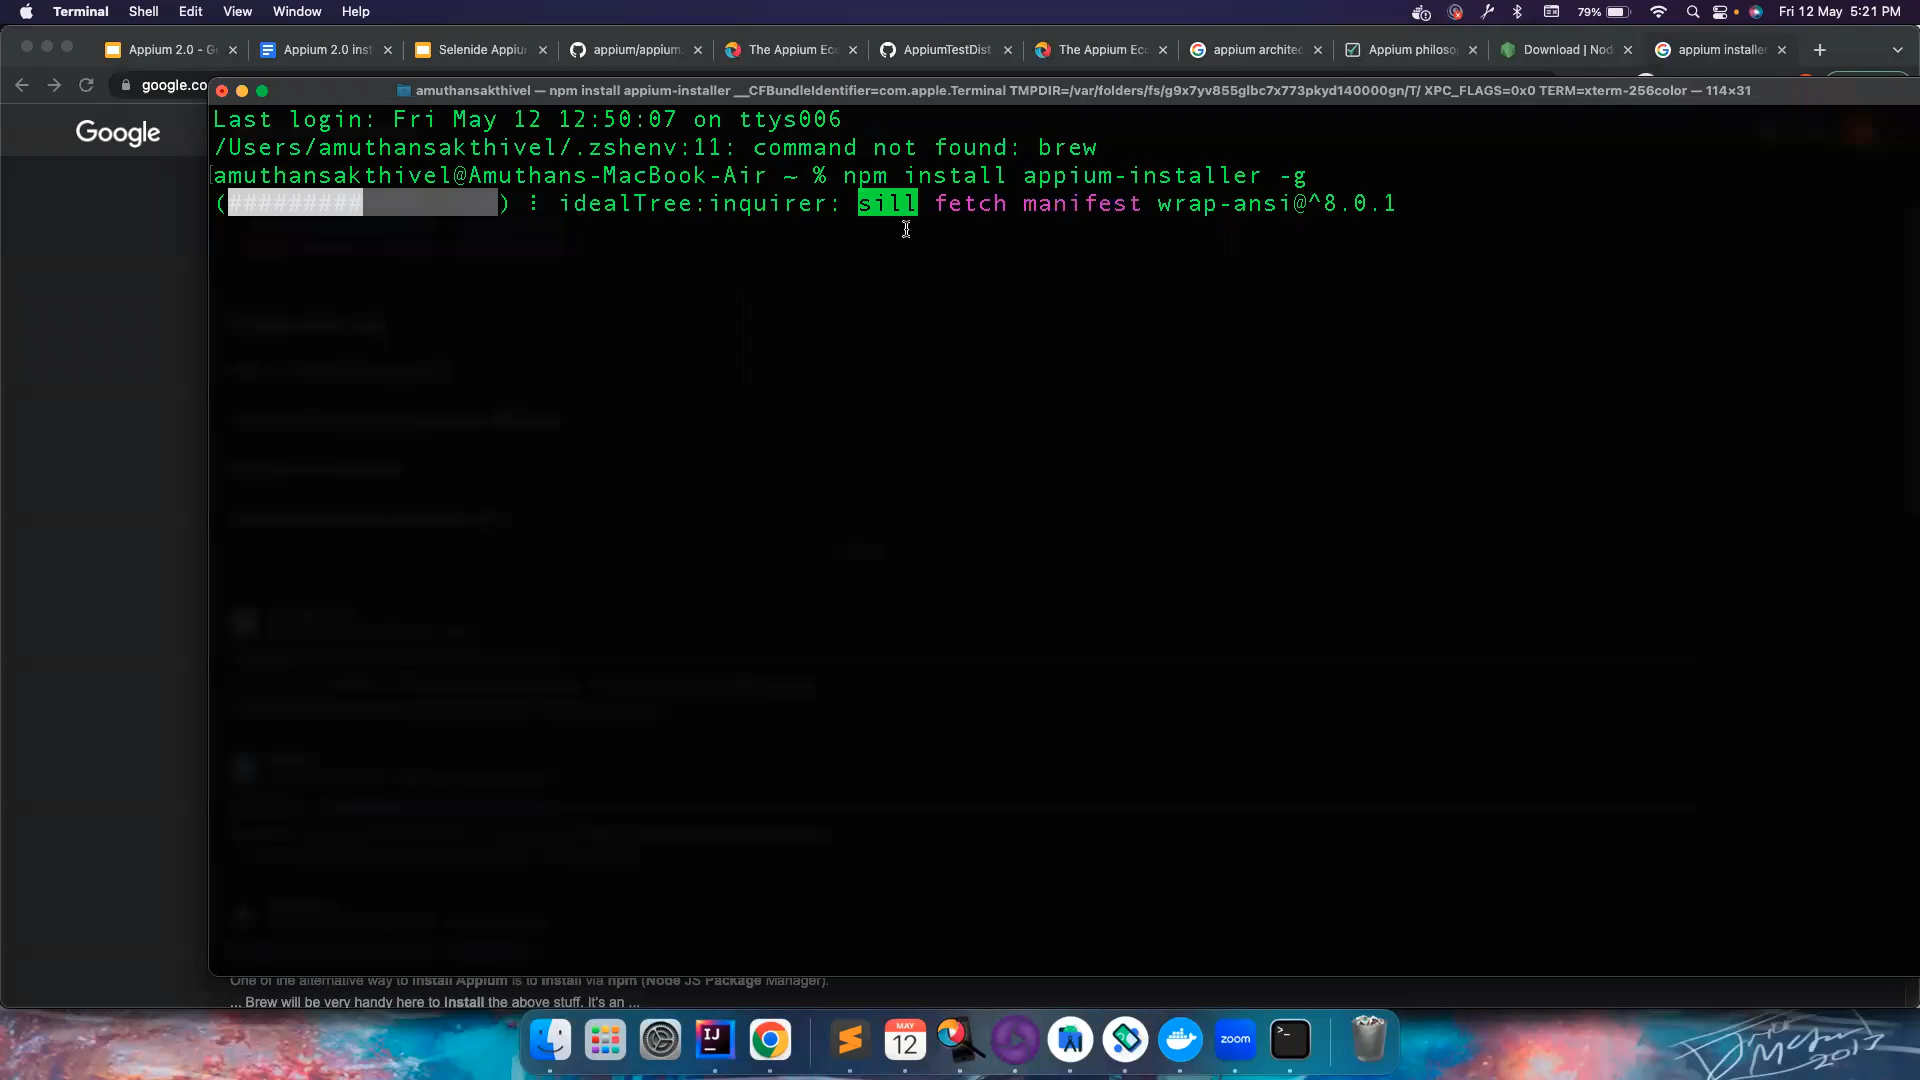 Terminal Shell Edit View Window Help 79% Fri 12 May 5:21 PM
Appium 2.0 - G Appium 2.0 inst Selenide Appiu appium/appium The Appium Eco AppiumTestDist The Appium Eco appium archite Appium philoso Download | Nod appium installer
google.co
amuthansakthivel — npm install appium-installer __CFBundleIdentifier=com.apple.Terminal TMPDIR=/var/folders/fs/g9x7yv855glbc7x773pkyd140000gn/T/ XPC_FLAGS=0x0 TERM=xterm-256color — 114×31
Google
Last login: Fri May 12 12:50:07 on ttys006
/Users/amuthansakthivel/.zshenv:11: command not found: brew
amuthansakthivel@Amuthans-MacBook-Air ~ % npm install appium-installer -g
(#########) ⠇ idealTree:inquirer: sill fetch manifest wrap-ansi@^8.0.1
One of the alternative way to install Appium is to install via npm (Node JS Package Manager).
... Brew will be very handy here to install the above stuff. It's an ...
IJ MAY 12 zoom >_
2017